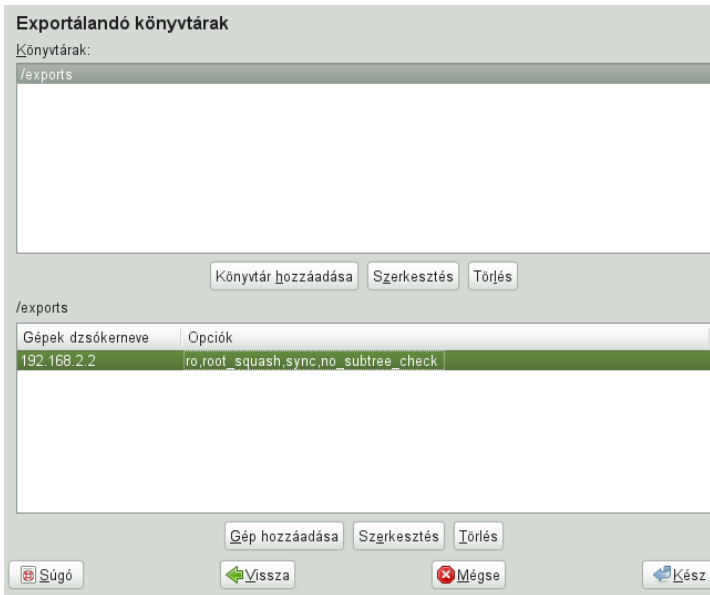 Exportálandó könyvtárak
Könyvtárak:
/exports
Könyvtár hozzáadása Szerkesztés Törlés
/exports
Gépek dzsókerneve Opciók
192.168.2.2 ro,root_squash,sync,no_subtree_check
Gép hozzáadása Szerkesztés Törlés
Súgó Vissza Mégse Kész